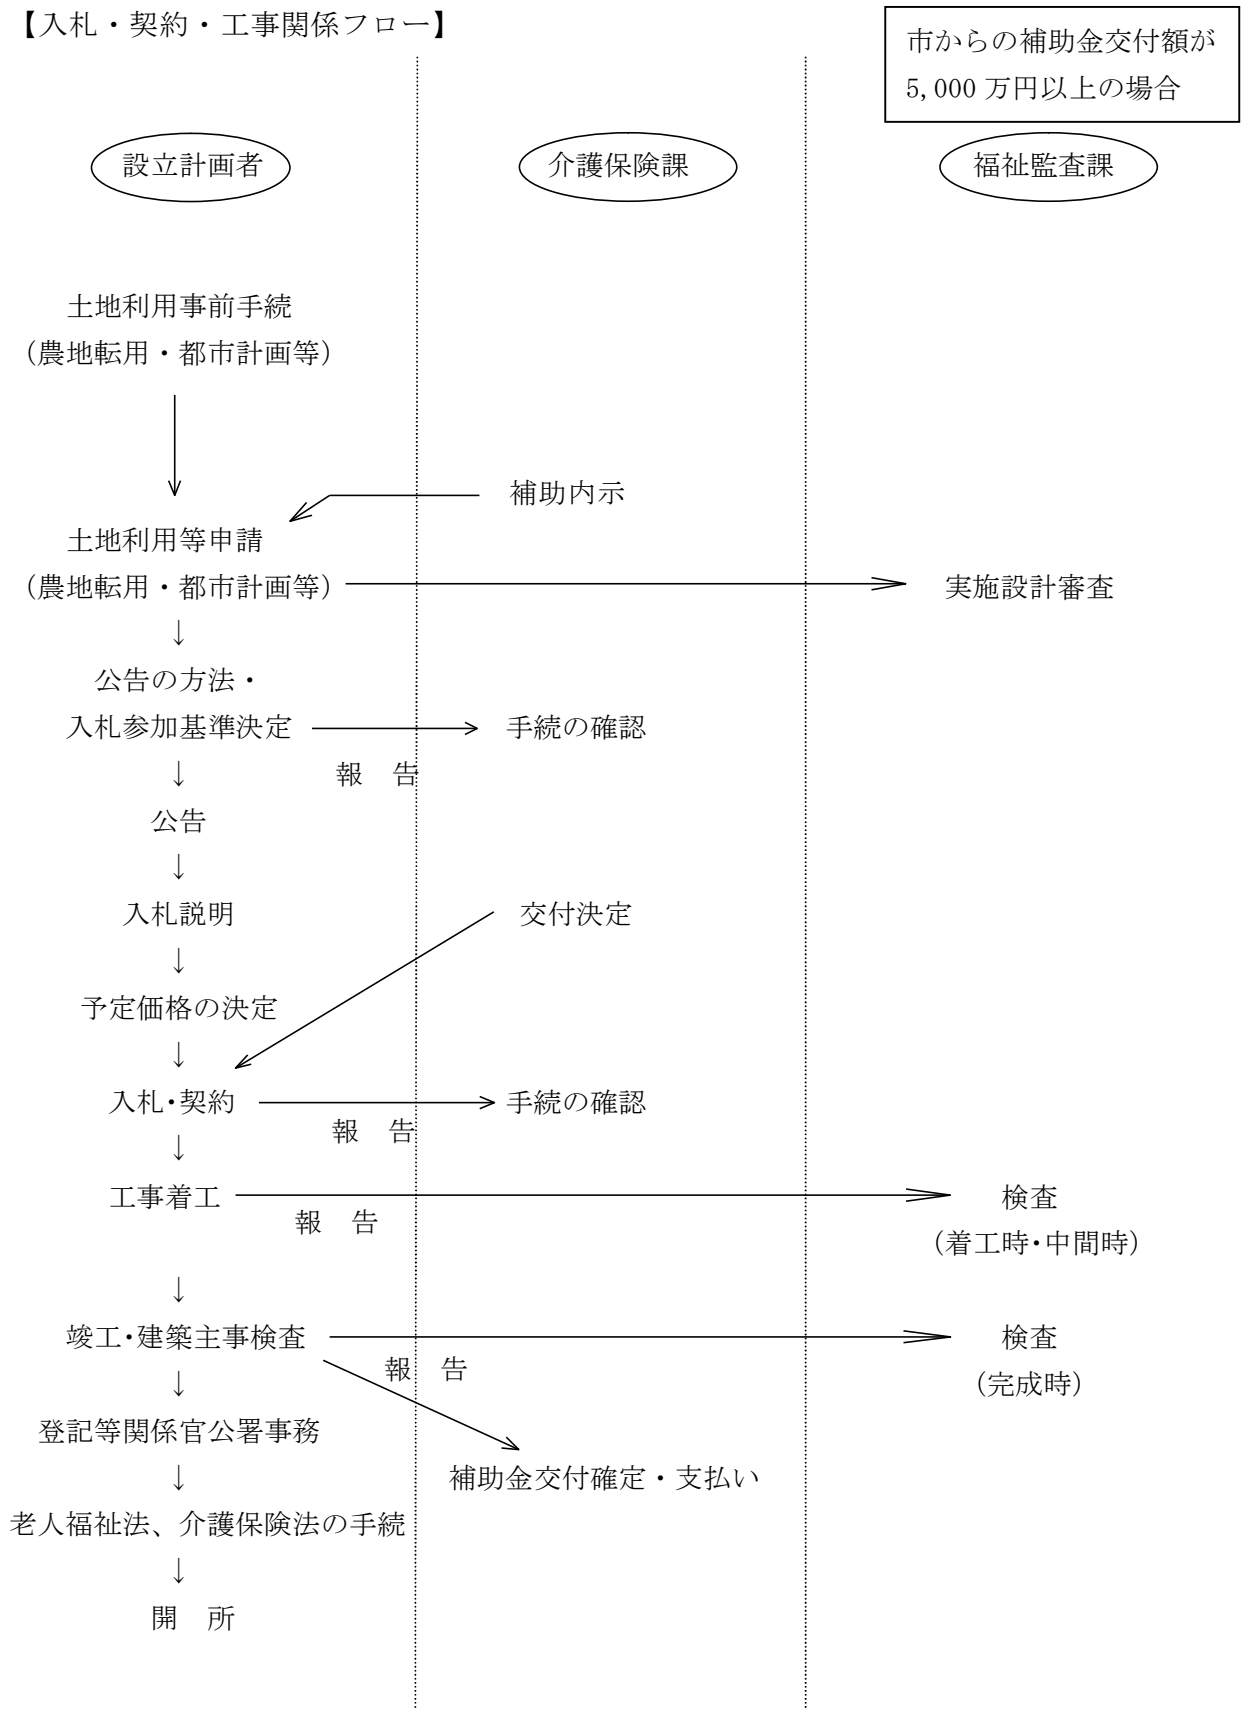 【入札・契約・工事関係フロー】
市からの補助金交付額が
5,000 万円以上の場合
設立計画者
介護保険課
福祉監査課
土地利用事前手続
（農地転用・都市計画等）
補助内示
土地利用等申請
（農地転用・都市計画等）
実施設計審査
↓
公告の方法・
入札参加基準決定
手続の確認
↓
報　告
公告
↓
入札説明
交付決定
↓
予定価格の決定
↓
入札・契約
手続の確認
報　告
↓
工事着工
検査
報　告
（着工時・中間時）
↓
竣工・建築主事検査
検査
報　告
↓
（完成時）
登記等関係官公署事務
↓
補助金交付確定・支払い
老人福祉法、介護保険法の手続
↓
開　所